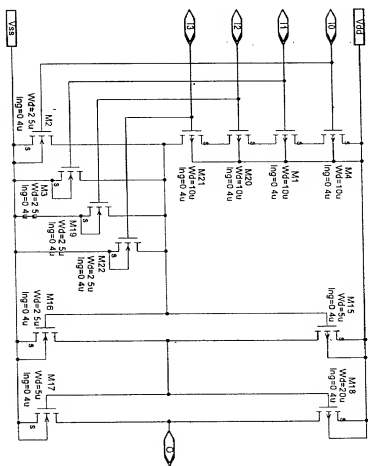 Vss
I3
I2
I1
I0
Vdd
M2
Wd=2 5u
lng=0 4u
M3
Wd=2 5u
lng=0 4u
M19
Wd=2 5u
lng=0 4u
M22
Wd=2 5u
lng=0 4u
M21
Wd=10u
lng=0 4u
M20
Wd=10u
lng=0 4u
M1
Wd=10u
lng=0 4u
M4
Wd=10u
lng=0 4u
M16
Wd=2 5u
lng=0 4u
M15
Wd=5u
lng=0 4u
M17
Wd=5u
lng=0 4u
M18
Wd=20u
lng=0 4u
O
s
s
s
s
s
s
s
s
s
s
s
s